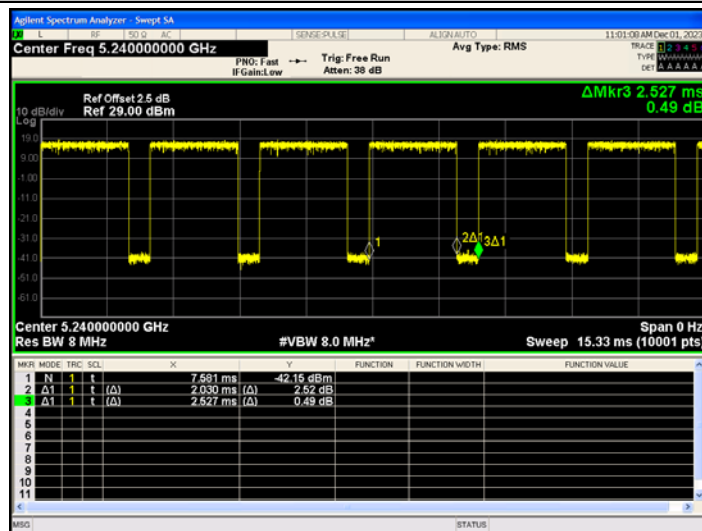 Agilent Spectrum Analyzer - Swept SA
L RF 50 Ω AC SENSE:PULSE ALIGN AUTO 11:01:08 AM Dec 01, 2023
Center Freq 5.240000000 GHz
PNO: Fast Trig: Free Run Avg Type: RMS TRACE 1 2 3 4 5
IFGain:Low Atten: 38 dB TYPE
DET A A A A A
ΔMkr3 2.527 ms
0.49 dB
Ref Offset 2.5 dB
10 dB/div Ref 29.00 dBm
Log
19.0
9.00
-1.00
-11.0
-21.0
-31.0
-41.0
-51.0
-61.0
1
2Δ1
3Δ1
Center 5.240000000 GHz Span 0 Hz
Res BW 8 MHz #VBW 8.0 MHz* Sweep 15.33 ms (10001 pts)
MKR MODE TRC SCL X Y FUNCTION FUNCTION WIDTH FUNCTION VALUE
1 N 1 t 7.581 ms -42.15 dBm
2 Δ1 1 t (Δ) 2.030 ms (Δ) 2.52 dB
3 Δ1 1 t (Δ) 2.527 ms (Δ) 0.49 dB
4
5
6
7
8
9
10
11
MSG STATUS